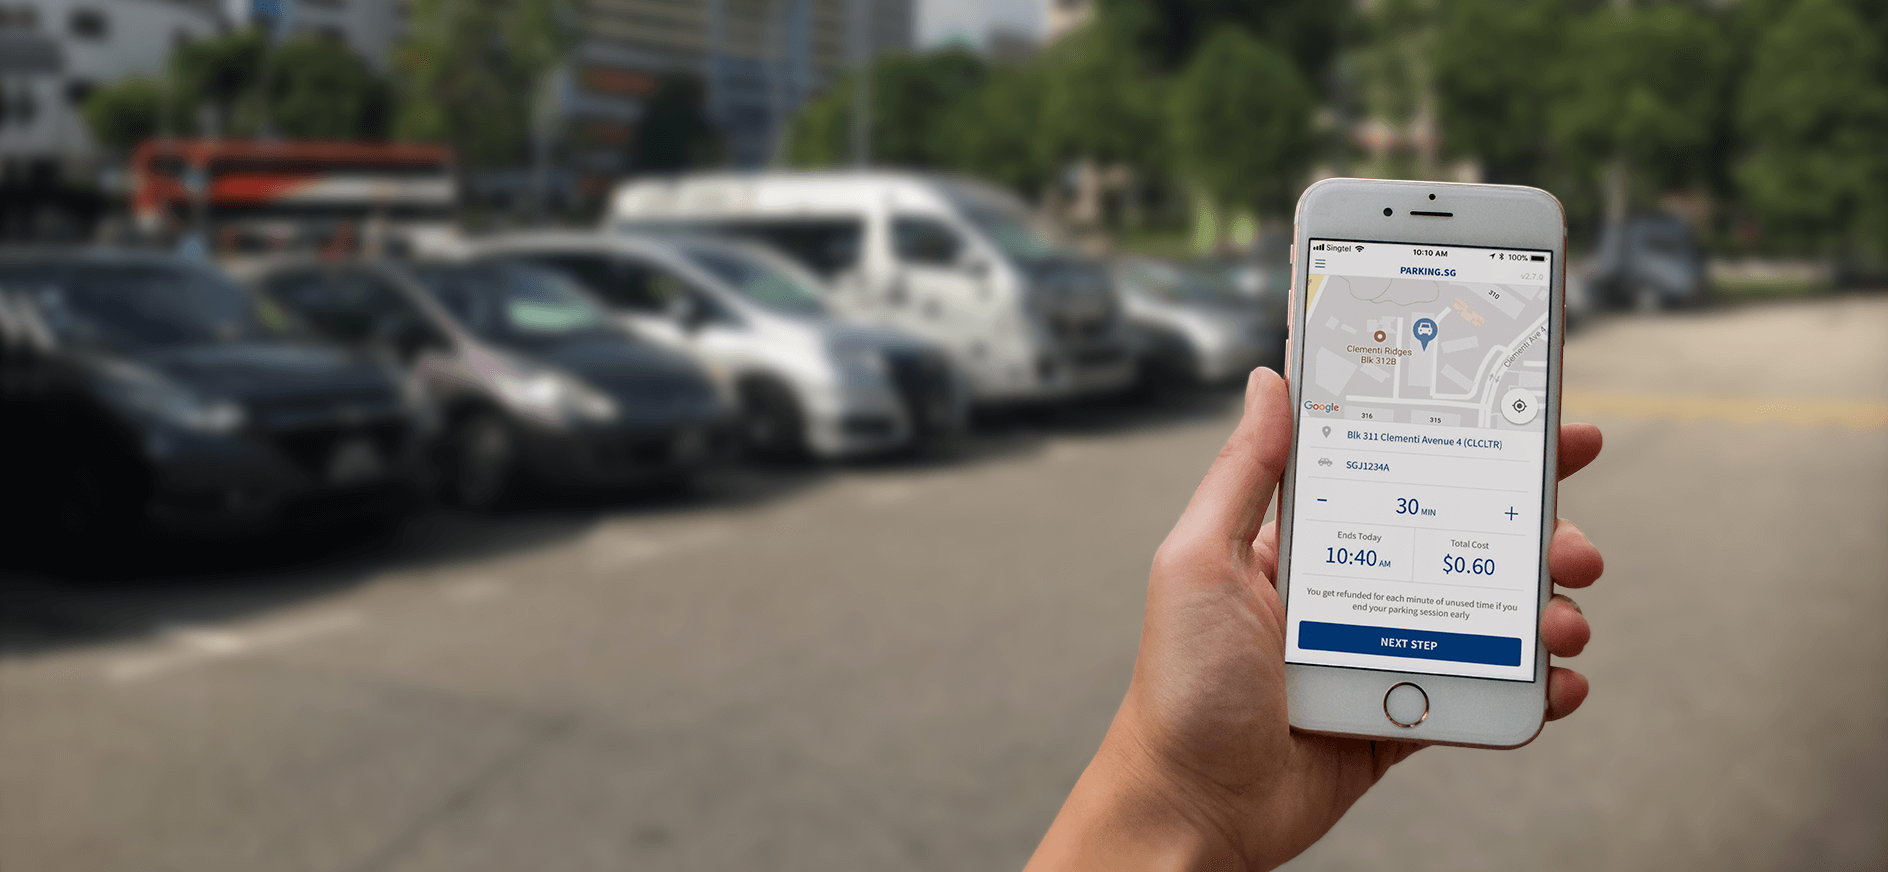 Singtel 10:10 AM 100%
PARKING.SG v2.7.0
310
Clementi Ridges
Blk 312B
Clementi Ave 4
Google
316
315
Blk 311 Clementi Avenue 4 (CLCLTR)
SGJ1234A
− 30 MIN +
Ends Today
10:40 AM
Total Cost
$0.60
You get refunded for each minute of unused time if you
end your parking session early
NEXT STEP